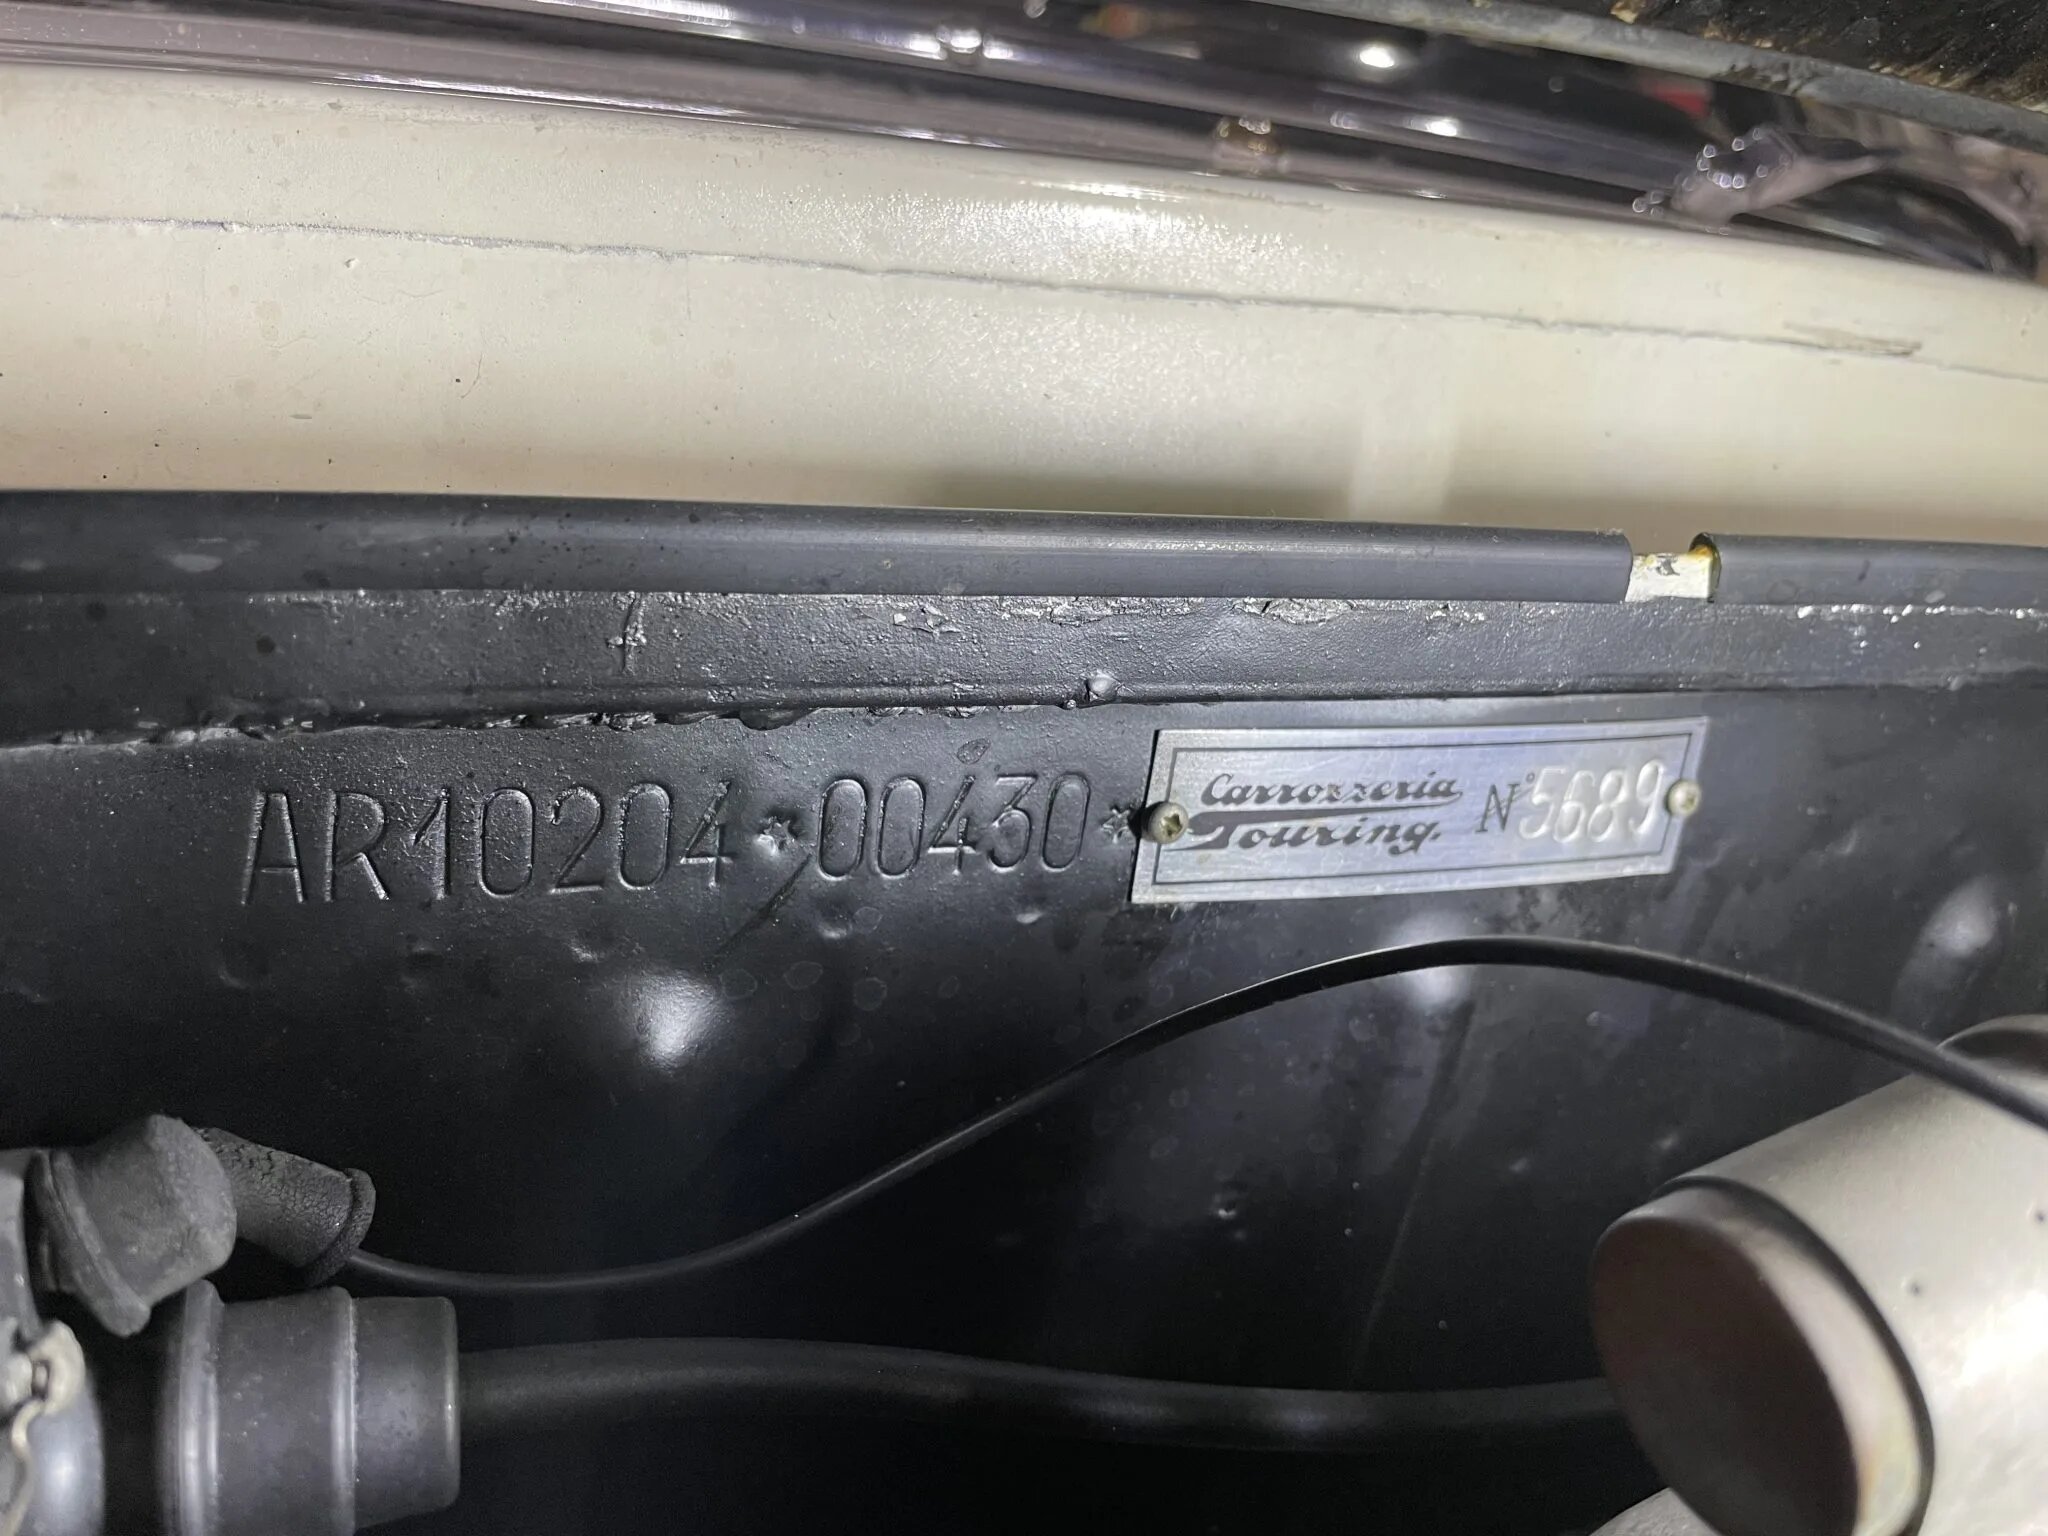 AR10204*00430*
Carrozzeria
Touring. N° 5689